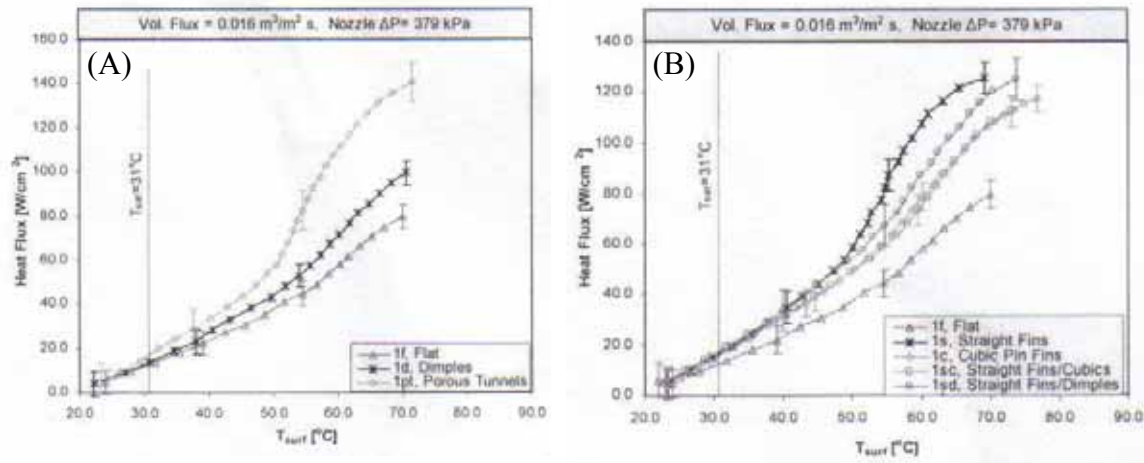 Vol. Flux = 0.016 m³/m² s, Nozzle ΔP= 379 kPa
(A)
Heat Flux [W/cm²]
160.0
140.0
120.0
100.0
80.0
60.0
40.0
20.0
0.0
Tsat=31°C
1f, Flat
1d, Dimples
1pt, Porous Tunnels
20.0 30.0 40.0 50.0 60.0 70.0 80.0 90.0
Tsurf [°C]
Vol. Flux = 0.016 m³/m² s, Nozzle ΔP= 379 kPa
(B)
Heat Flux [W/cm²]
140.0
120.0
100.0
80.0
60.0
40.0
20.0
0.0
Tsat=31°C
1f, Flat
1s, Straight Fins
1c, Cubic Pin Fins
1sc, Straight Fins/Cubics
1sd, Straight Fins/Dimples
20.0 30.0 40.0 50.0 60.0 70.0 80.0 90.0
Tsurf [°C]